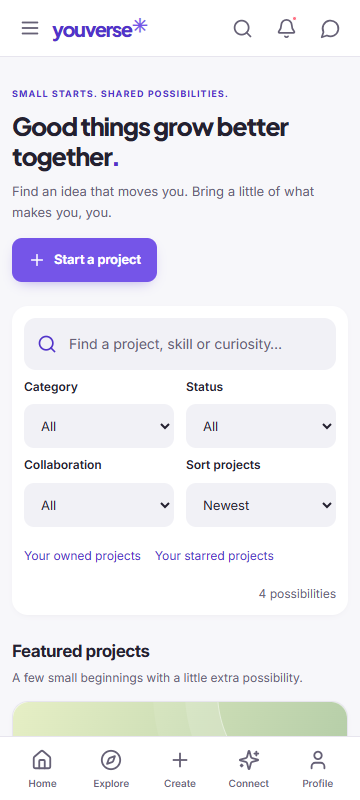 youverse
SMALL STARTS. SHARED POSSIBILITIES.
Good things grow better
together.
Find an idea that moves you. Bring a little of what
makes you, you.
Start a project
Find a project, skill or curiosity...
Category
Status
All
All
Collaboration
Sort projects
All
Newest
Your owned projects
Your starred projects
4 possibilities
Featured projects
A few small beginnings with a little extra possibility.
Home
Explore
Create
Connect
Profile